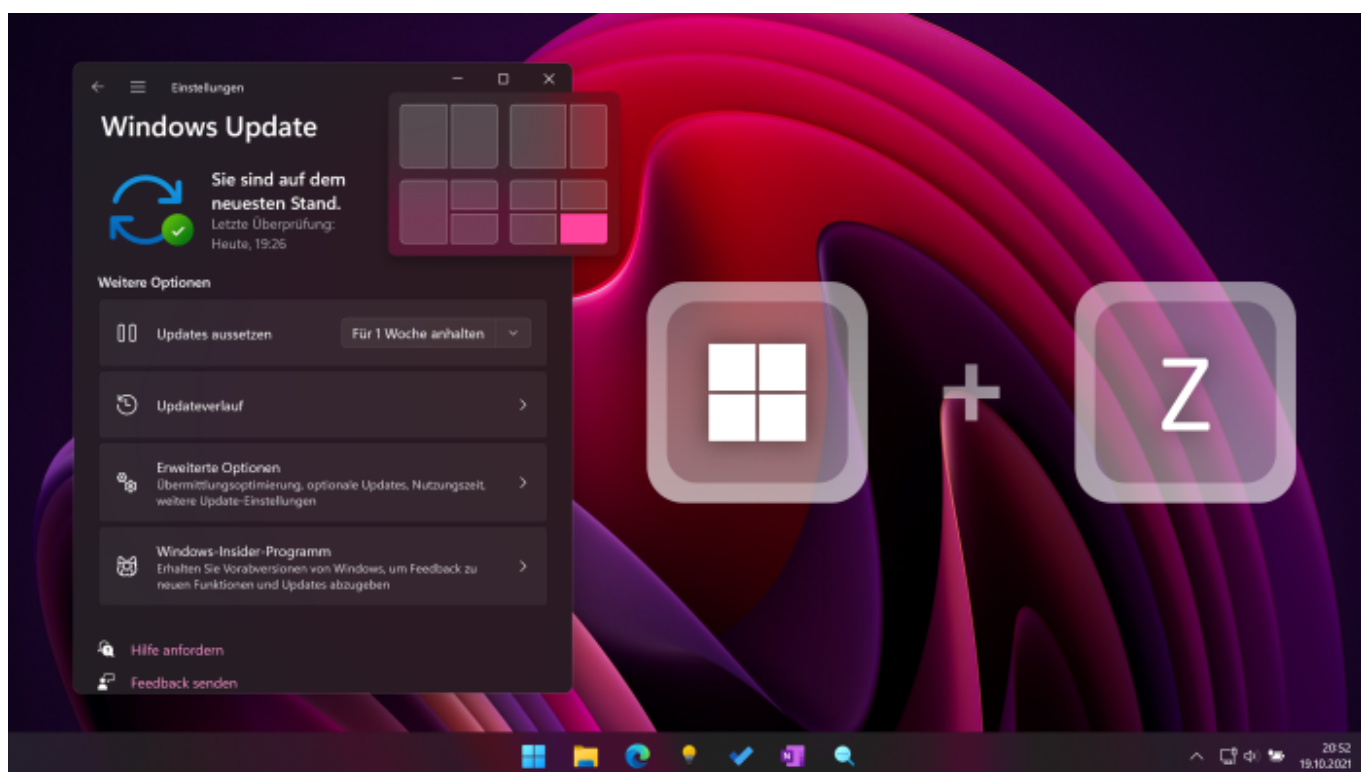 Einstellungen
Windows Update
Sie sind auf dem
neuesten Stand.
Letzte Überprüfung:
Heute, 19:26
Weitere Optionen
Updates aussetzen
Für 1 Woche anhalten
Updateverlauf
Erweiterte Optionen
Übermittlungsoptimierung, optionale Updates, Nutzungszeit,
weitere Update-Einstellungen
Windows-Insider-Programm
Erhalten Sie Vorabversionen von Windows, um Feedback zu
neuen Funktionen und Updates abzugeben
Hilfe anfordern
Feedback senden
+
Z
N
20:52
19.10.2021